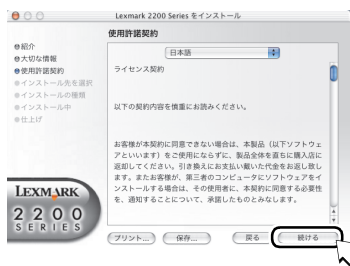 Lexmark 2200 Series をインストール
使用許諾契約
紹介
大切な情報
使用許諾契約
インストール先を選択
インストールの種類
インストール中
仕上げ
日本語
ライセンス契約
以下の契約内容を慎重にお読みください。
お客様が本契約に同意できない場合は、本製品（以下ソフトウェ
アといいます）をご使用にならずに、製品全体を直ちに購入店に
返却してください。引き換えにお支払い戴いた代金をお返し致し
ます。またお客様が、第三者のコンピュータにソフトウェアをイ
ンストールする場合は、その使用者に、本契約に同意する必要性
を、通知することについて、承諾したものとみなします。
LEXMARK
2200
SERIES
プリント... 保存... 戻る 続ける